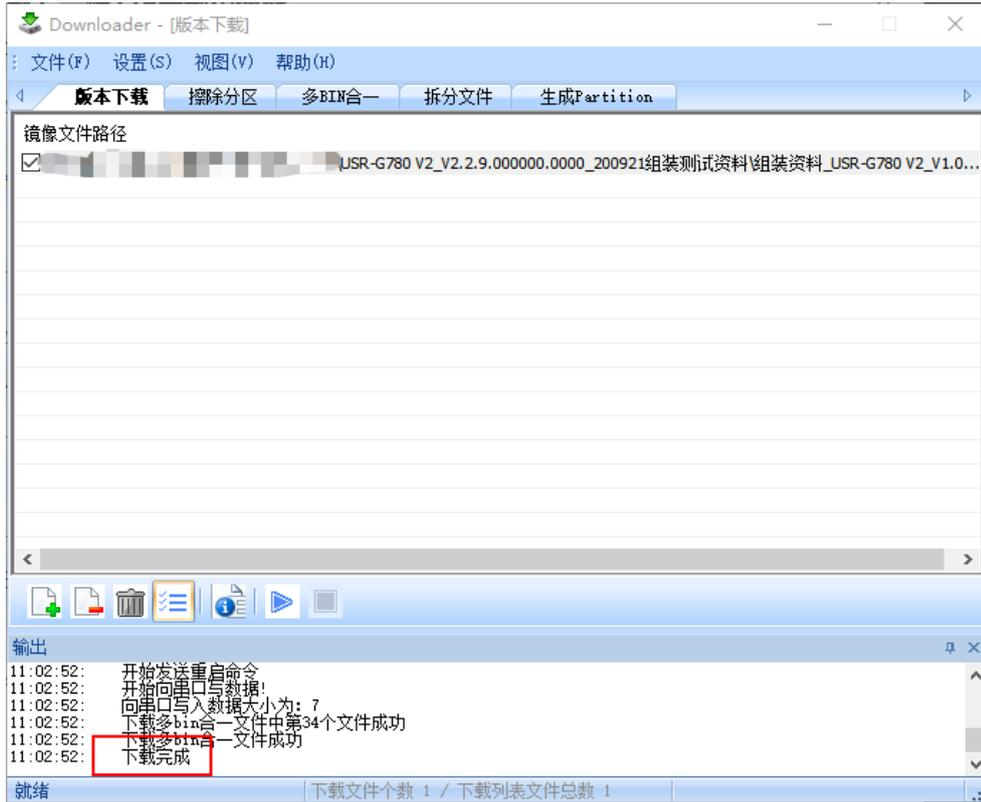 Downloader - [版本下载]
文件(F) 设置(S) 视图(V) 帮助(H)
版本下载 擦除分区 多BIN合一 拆分文件 生成Partition
镜像文件路径
\USR-G780 V2_V2.2.9.000000.0000_200921组装测试资料\组装资料_USR-G780 V2_V1.0...
输出
11:02:52: 开始发送重启命令
11:02:52: 开始向串口写数据!
11:02:52: 向串口写入数据大小为: 7
11:02:52: 下载多bin合一文件中第34个文件成功
11:02:52: 下载多bin合一文件成功
11:02:52: 下载完成
就绪 下载文件个数 1 / 下载列表文件总数 1